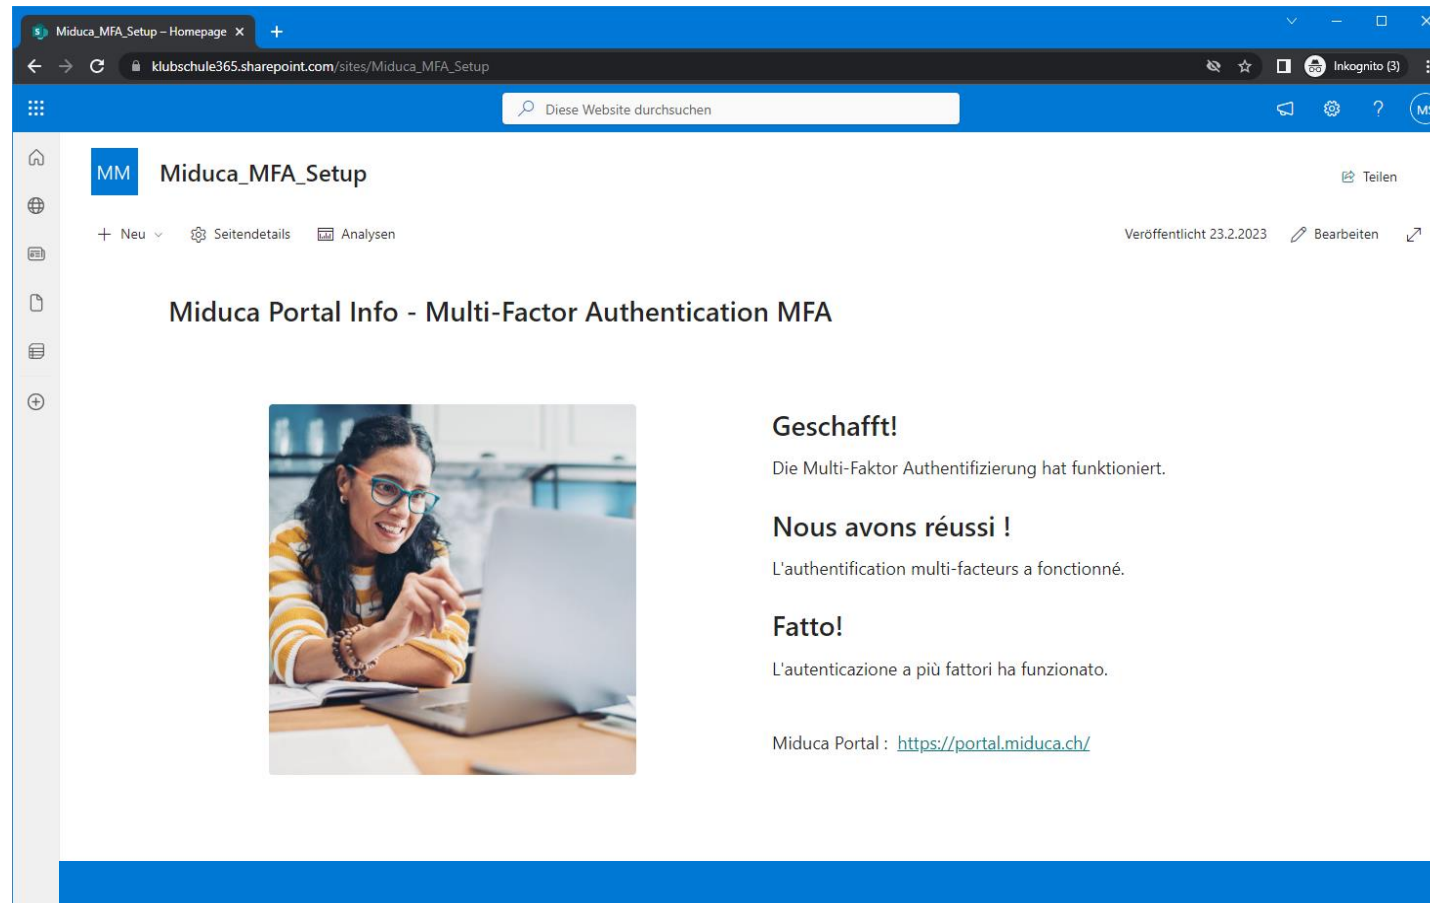 Miduca_MFA_Setup – Homepage
klubschule365.sharepoint.com/sites/Miduca_MFA_Setup
Inkognito (3)
Diese Website durchsuchen
?
MM
Miduca_MFA_Setup
Teilen
Neu
Seitendetails
Analysen
Veröffentlicht 23.2.2023
Bearbeiten
Miduca Portal Info - Multi-Factor Authentication MFA
Geschafft!
Die Multi-Faktor Authentifizierung hat funktioniert.
Nous avons réussi !
L'authentification multi-facteurs a fonctionné.
Fatto!
L'autenticazione a più fattori ha funzionato.
Miduca Portal : https://portal.miduca.ch/